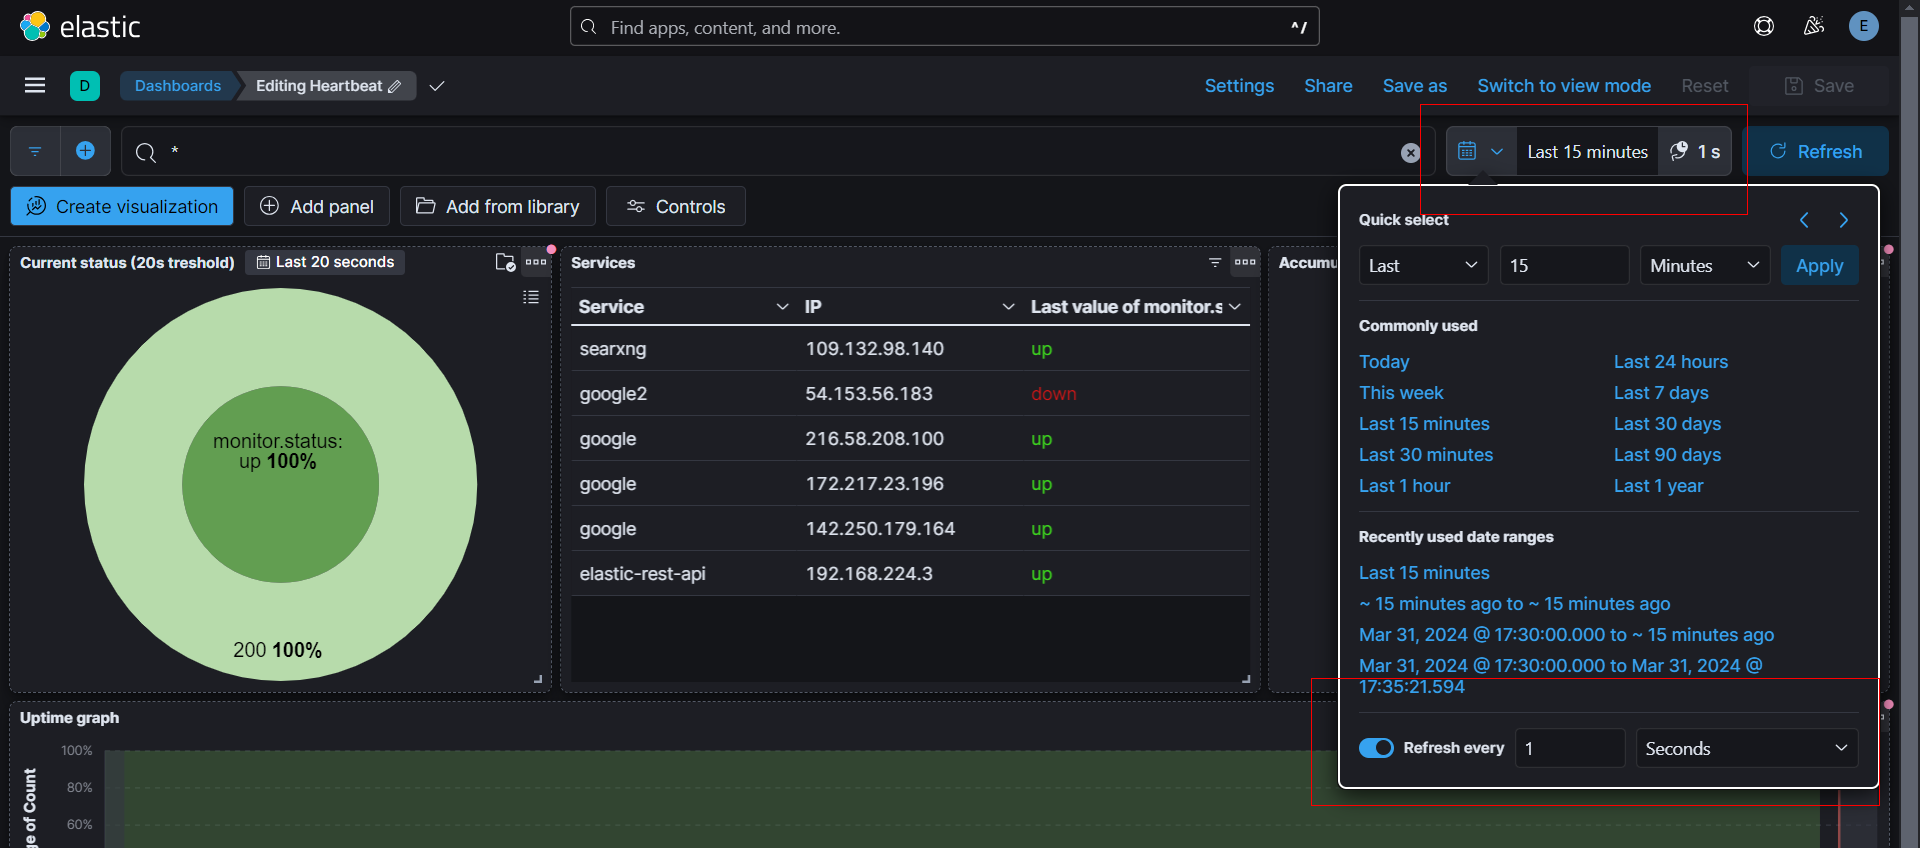 elastic
Find apps, content, and more.
^/
E
D
Dashboards
Editing Heartbeat
Settings
Share
Save as
Switch to view mode
Reset
Save
*
Last 15 minutes
1 s
Refresh
Create visualization
Add panel
Add from library
Controls
Current status (20s treshold)
Last 20 seconds
monitor.status:
up 100%
200 100%
Services
Service IP Last value of monitor.s
searxng 109.132.98.140 up
google2 54.153.56.183 down
google 216.58.208.100 up
google 172.217.23.196 up
google 142.250.179.164 up
elastic-rest-api 192.168.224.3 up
Accumu
Quick select
Last 15 Minutes Apply
Commonly used
Today Last 24 hours
This week Last 7 days
Last 15 minutes Last 30 days
Last 30 minutes Last 90 days
Last 1 hour Last 1 year
Recently used date ranges
Last 15 minutes
~ 15 minutes ago to ~ 15 minutes ago
Mar 31, 2024 @ 17:30:00.000 to ~ 15 minutes ago
Mar 31, 2024 @ 17:30:00.000 to Mar 31, 2024 @
17:35:21.594
Refresh every 1 Seconds
Uptime graph
100%
80%
60%
ge of Count